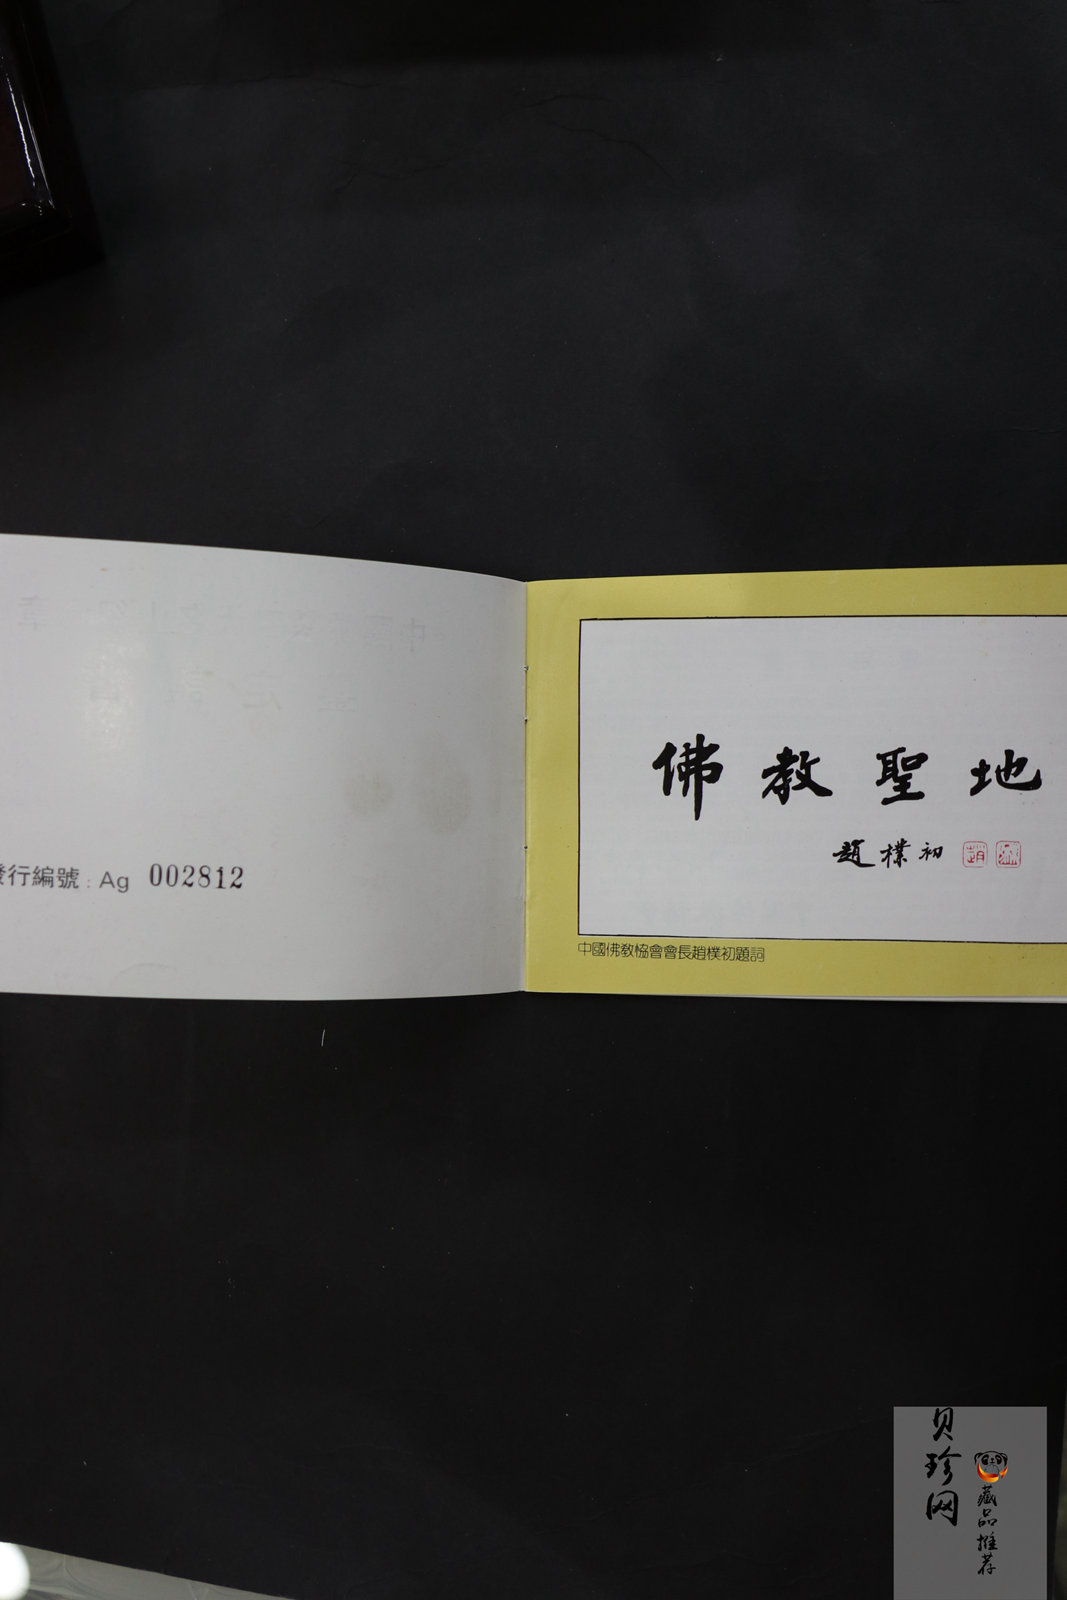 發行編號：Ag 002812
佛教聖地
趙樸初
中國佛教協會會長趙樸初題詞
贝珍网
藏品推荐